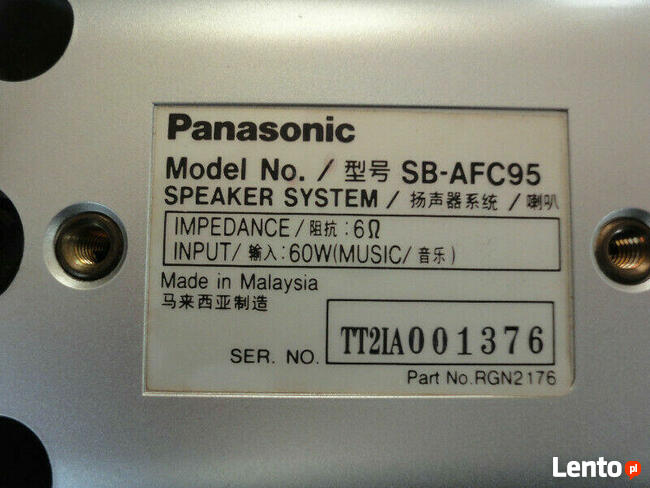 Panasonic
Model No. / 型号 SB-AFC95
SPEAKER SYSTEM / 扬声器系统 / 喇叭
IMPEDANCE / 阻抗 : 6Ω
INPUT / 输入 : 60W(MUSIC / 音乐 )
Made in Malaysia
马来西亚制造
SER. NO. TT2IA001376
Part No.RGN2176
Lento.pl